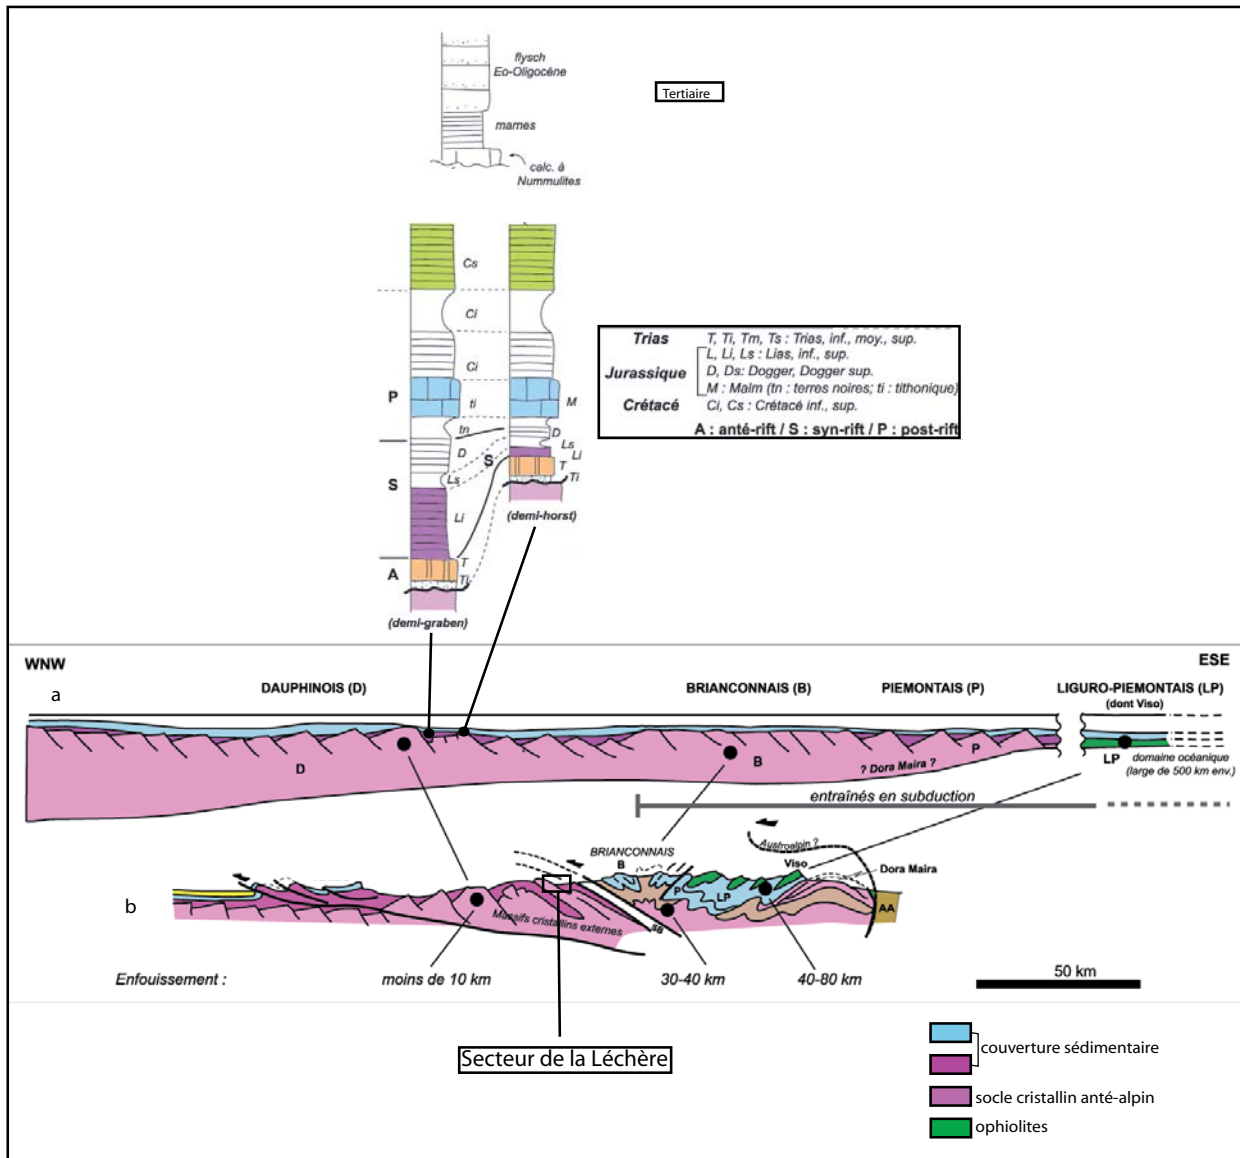 flysch
Eo-Oligocène
Tertiaire
marnes
calc. à
Nummulites
Cs
Ci
Ci
P
ti
M
tn
D
D
Ls
S
Li
Ls
T
S
Ti
Li
(demi-horst)
T
A
Ti
(demi-graben)
Trias T, Ti, Tm, Ts : Trias, inf., moy., sup.
L, Li, Ls : Lias, inf., sup.
Jurassique D, Ds: Dogger, Dogger sup.
M : Malm (tn : terres noires; ti : tithonique)
Crétacé Ci, Cs : Crétacé inf., sup.
A : anté-rift / S : syn-rift / P : post-rift
WNW ESE
a
DAUPHINOIS (D) BRIANCONNAIS (B) PIEMONTAIS (P) LIGURO-PIEMONTAIS (LP)
(dont Viso)
D B ? Dora Maira ? P LP domaine océanique
(large de 500 km env.)
entraînés en subduction
Austroalpin ?
BRIANCONNAIS
B Viso
Dora Maira
P LP
b
Massifs cristallins externes SB AA
Enfouissement : moins de 10 km 30-40 km 40-80 km 50 km
Secteur de la Léchère
couverture sédimentaire
socle cristallin anté-alpin
ophiolites